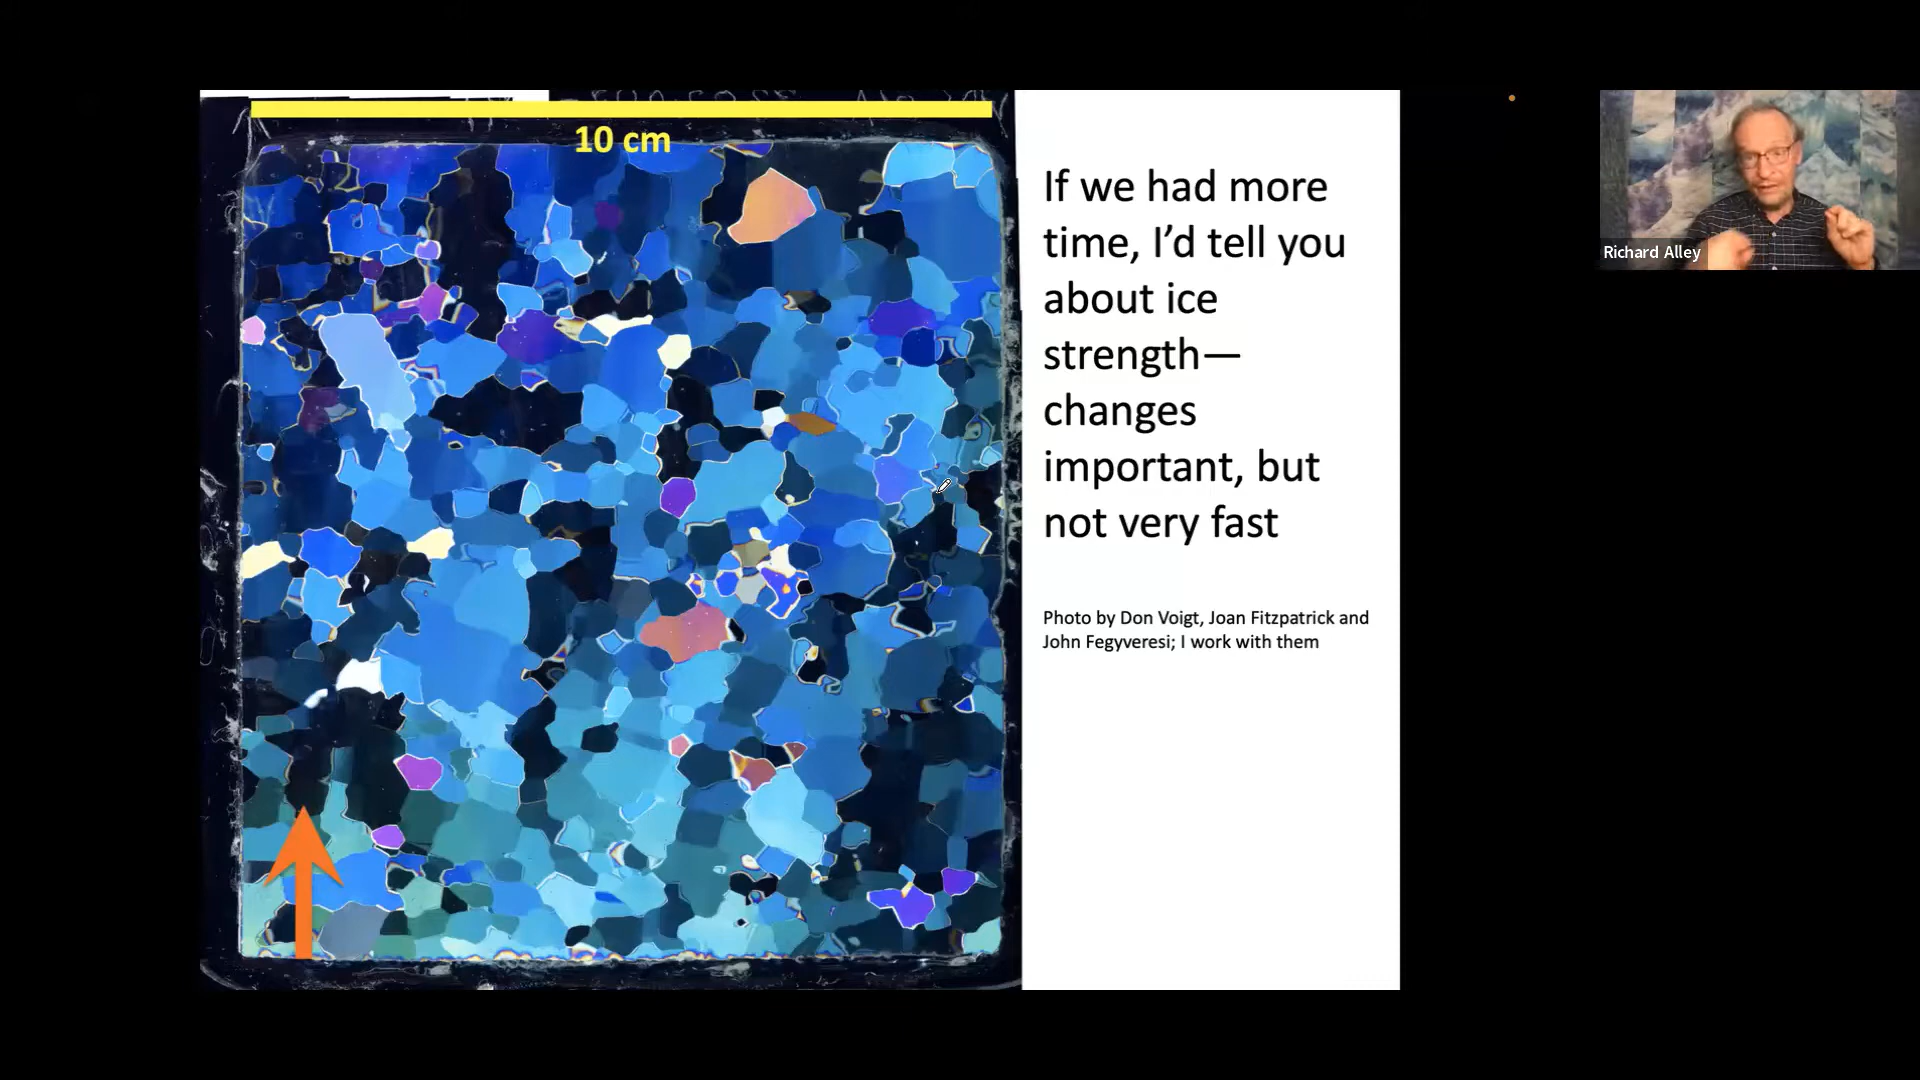 10 cm
If we had more
time, I’d tell you
about ice
strength—
changes
important, but
not very fast
Photo by Don Voigt, Joan Fitzpatrick and
John Fegyveresi; I work with them
Richard Alley